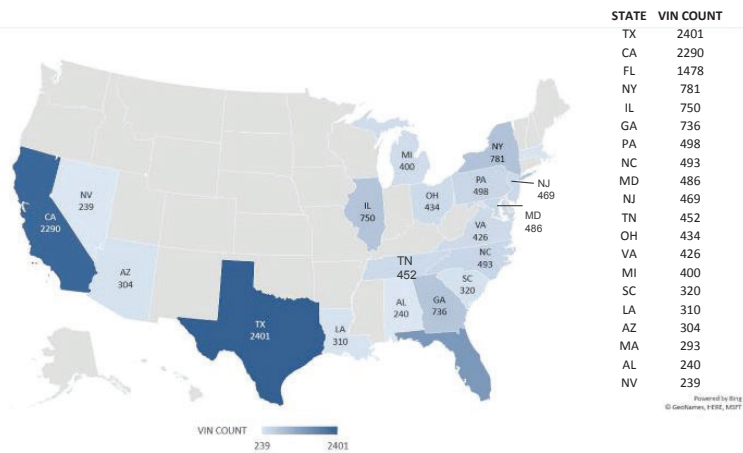 STATE VIN COUNT
TX 2401
CA 2290
FL 1478
NY 781
IL 750
GA 736
PA 498
NC 493
MD 486
NJ 469
TN 452
OH 434
VA 426
MI 400
SC 320
LA 310
AZ 304
MA 293
AL 240
NV 239
NY
781
MI
400
PA
498
NJ
469
NV
239
OH
434
IL
750
MD
486
CA
2290
VA
426
NC
493
TN
452
AZ
304
SC
320
AL
240
GA
736
TX
2401
LA
310
Powered by Bing
© GeoNames, HERE, MSFT
VIN COUNT
239 2401